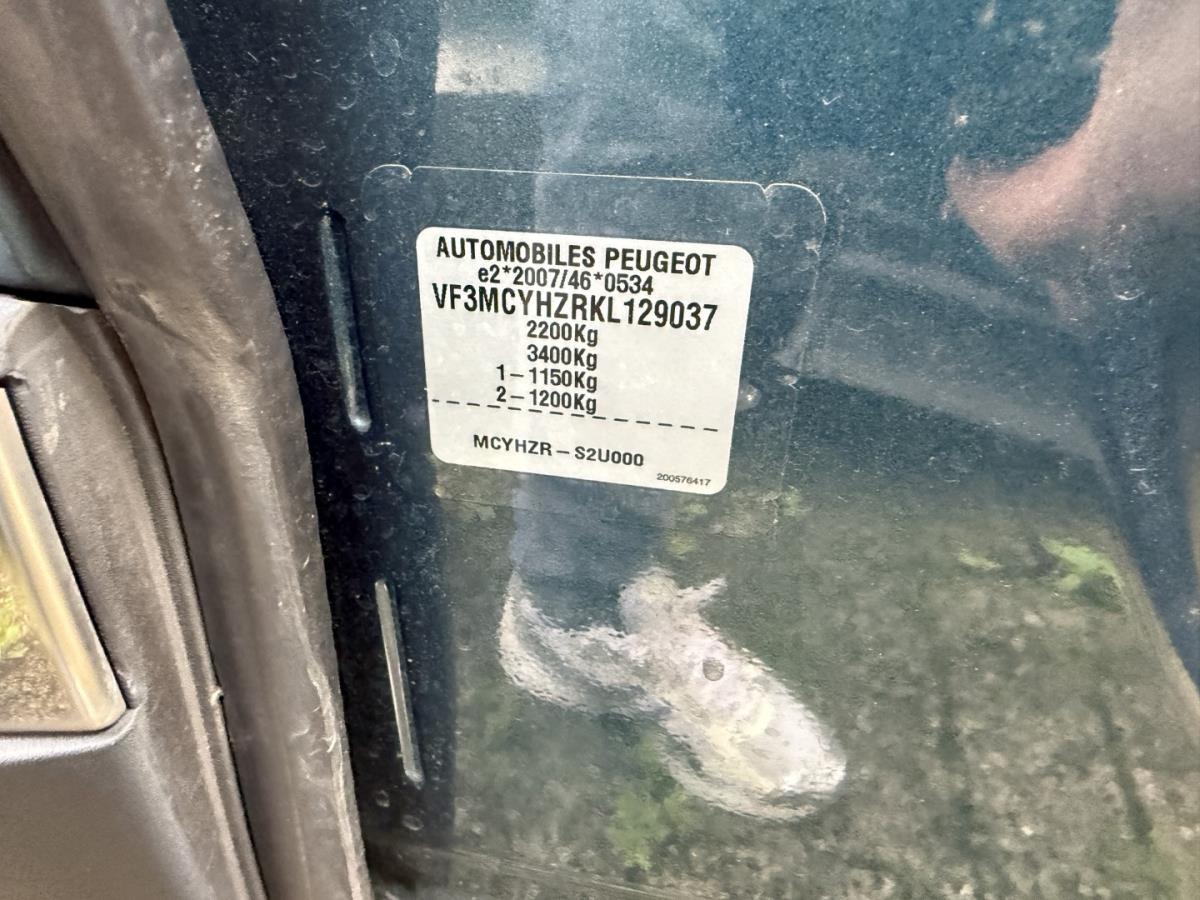 AUTOMOBILES PEUGEOT
e2*2007/46*0534
VF3MCYHZRKL129037
2200Kg
3400Kg
1-1150Kg
2-1200Kg
MCYHZR-S2U000
200576417